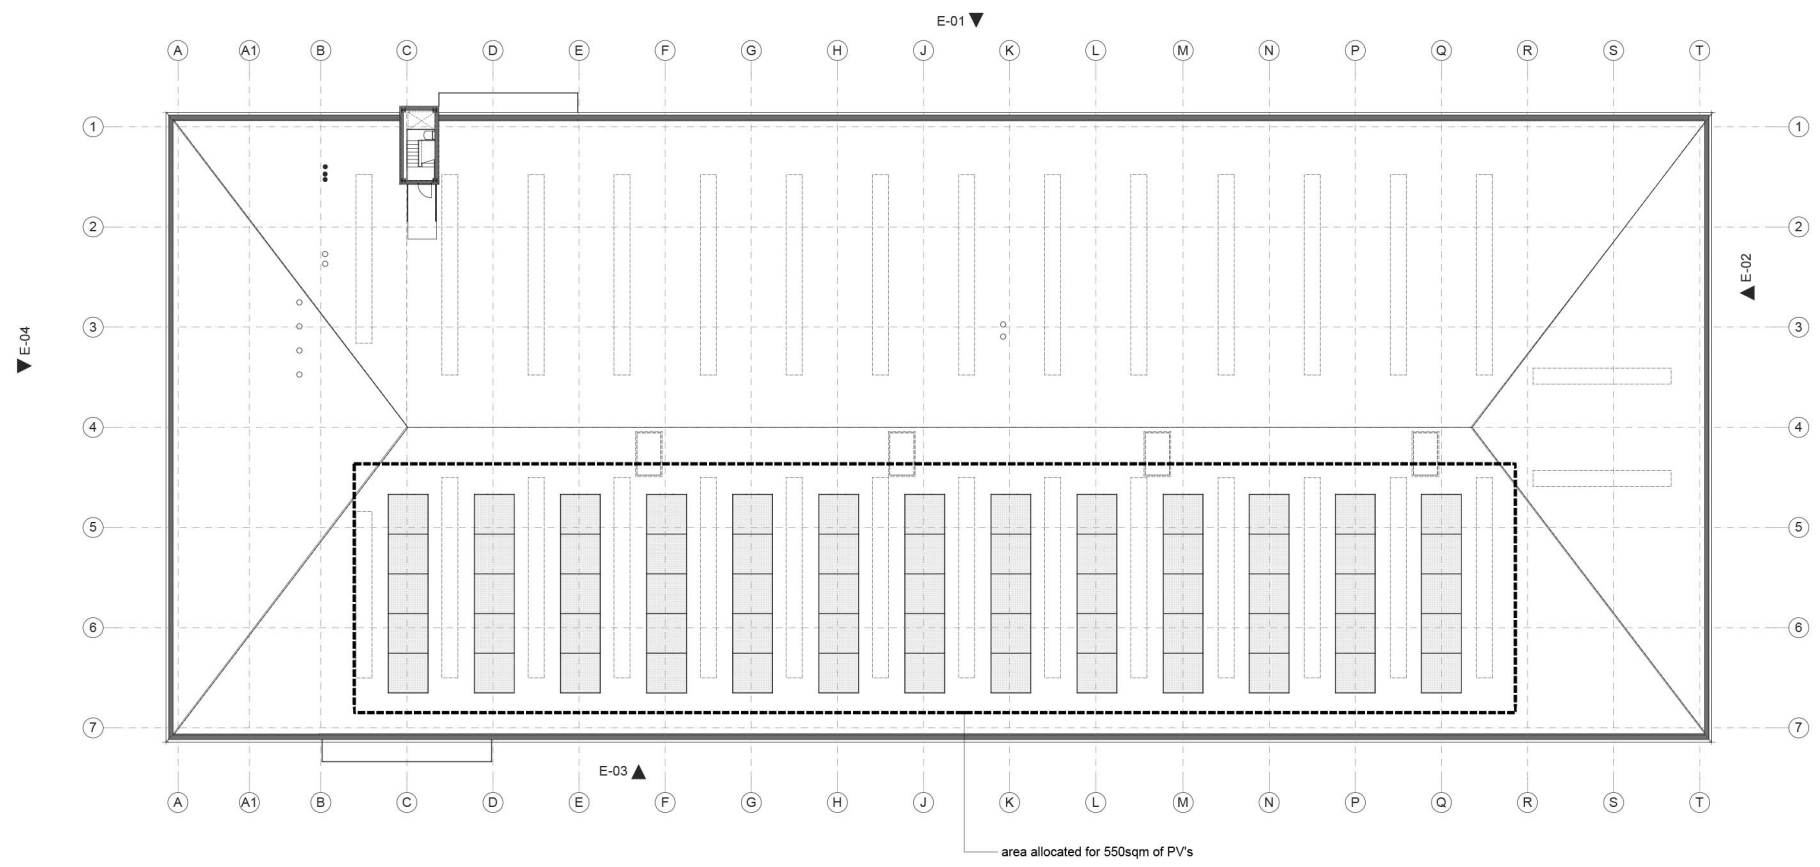 E-01
A A1 B C D E F G H J K L M N P Q R S T
1 1
2 2
E-02
3 3
E-04
4 4
5 5
6 6
7 7
E-03
A A1 B C D E F G H J K L M N P Q R S T
area allocated for 550sqm of PV's